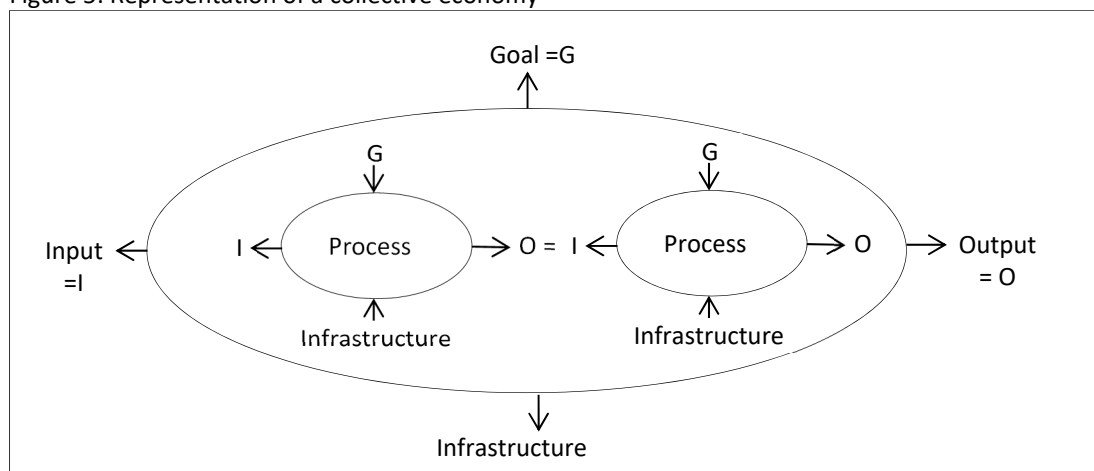 Figure 3. Representation of a collective economy
Goal =G
G
G
Input
=I
I
Process
O = I
Process
O
Output
= O
Infrastructure
Infrastructure
Infrastructure